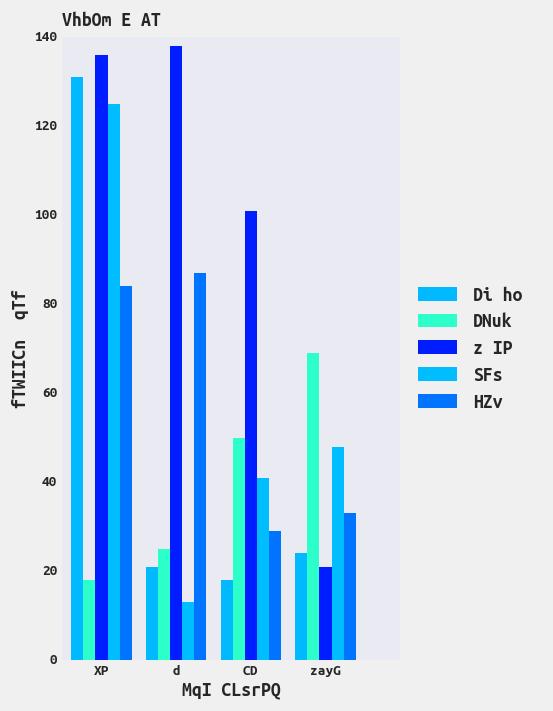 VhbOm E AT
140
120
100
80
60
40
20
0
fTWIICn  qTf
XP d CD zayG
MqI CLsrPQ
Di ho
DNuk
z IP
SFs
HZv